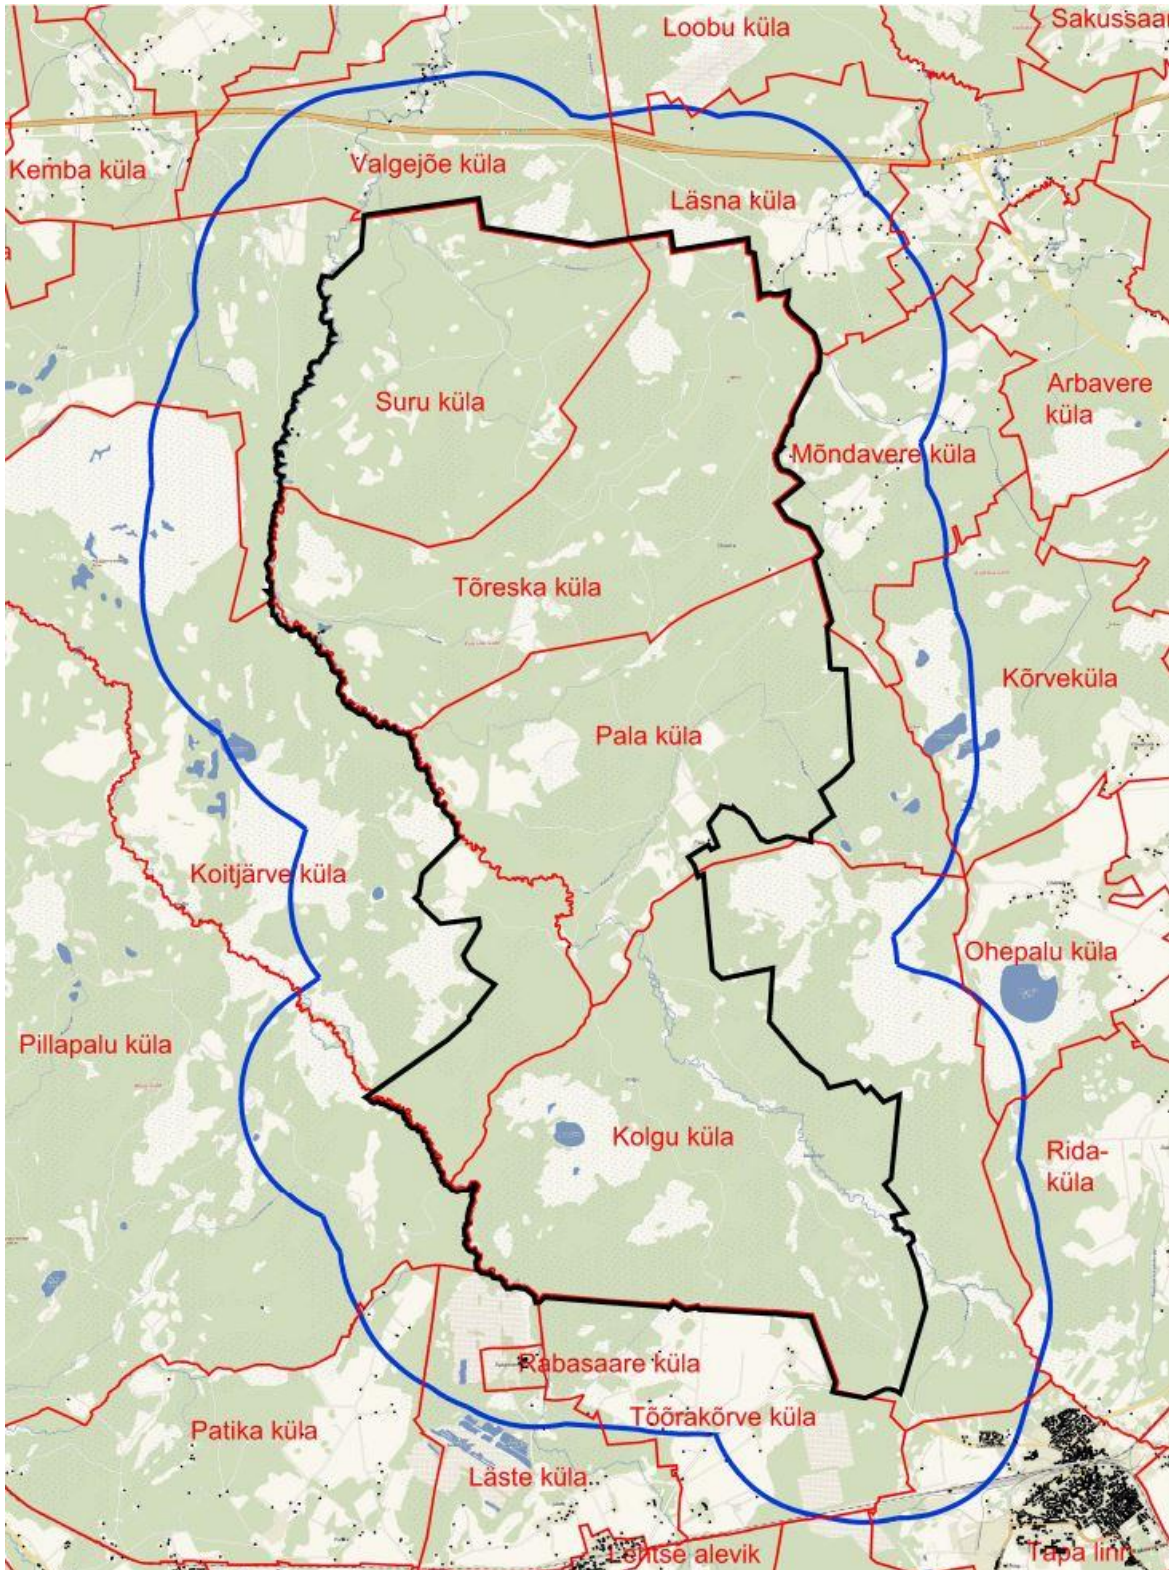 Loobu küla
Sakussaar
Kemba küla
Valgejõe küla
Läsna küla
a
Suru küla
Arbavere
küla
Mõndavere küla
Tõreska küla
Kõrveküla
Pala küla
Koitjärve küla
Ohepalu küla
Pillapalu küla
Kolgu küla
Rida-
küla
Rabasaare küla
Tõõrakõrve küla
Patika küla
Läste küla
Lehtse alevik
Tapa linn